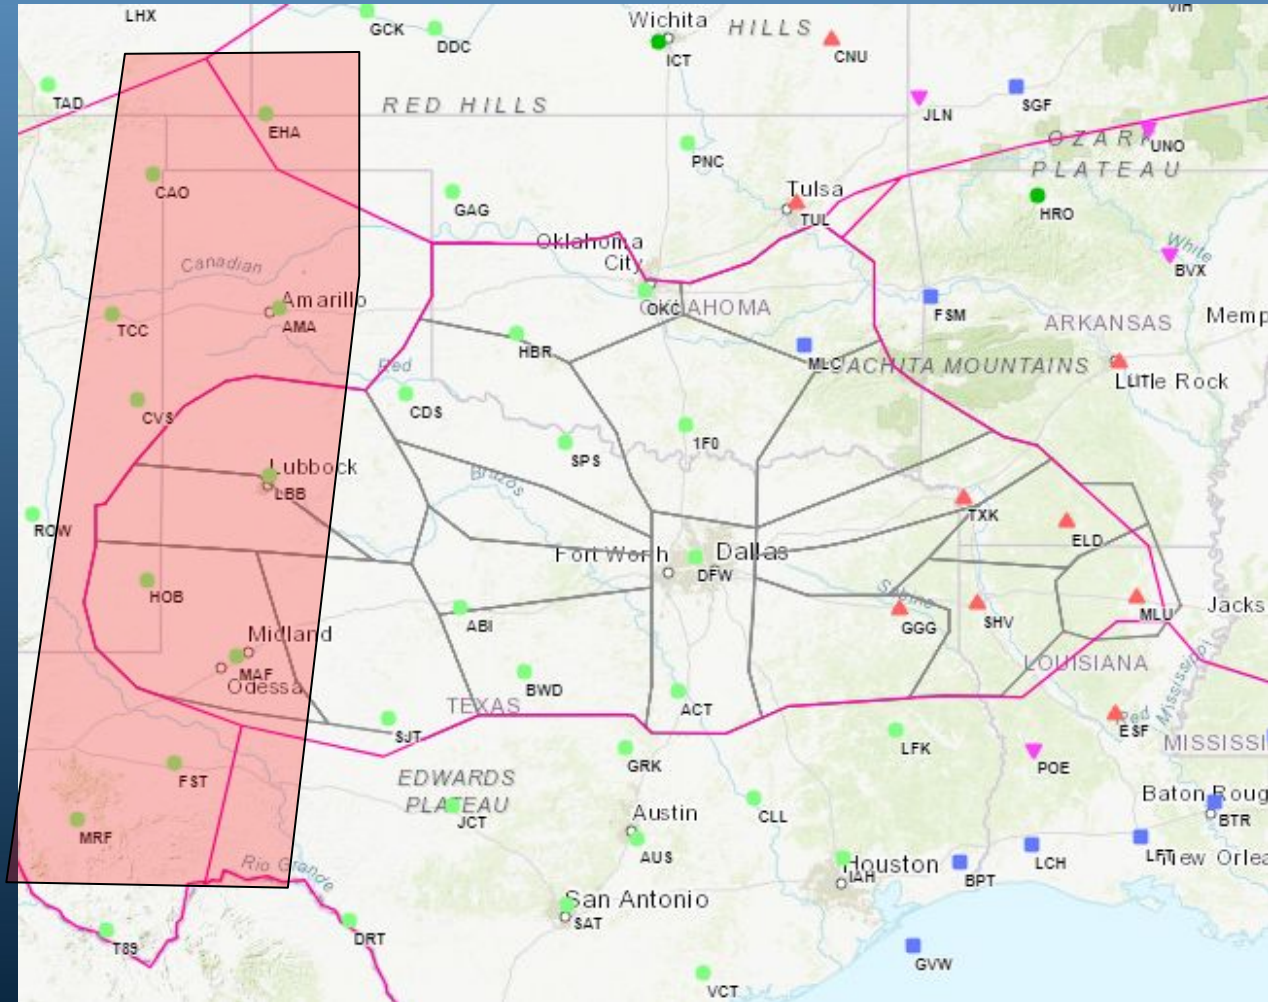 LHX
GCK
DDC
Wichita
ICT
HILLS
CNU
VIH
TAD
RED HILLS
EHA
JLN
SGF
OZARK
PLATEAU
UNO
PNC
CAO
GAG
Tulsa
TUL
HRO
Canadian
Oklahoma
City
White
BVX
Amarillo
AMA
TCC
OKC
OKLAHOMA
FSM
ARKANSAS
Memp
HBR
MLC
OUACHITA MOUNTAINS
LIT
Little Rock
Red
CVS
CDS
1F0
SPS
Lubbock
LBB
Brazos
ROW
TXK
ELD
Fort Worth
Dallas
DFW
HOB
ABI
Sabine
GGG
SHV
MLU
Jacks
Midland
MAF
Odessa
LOUISIANA
Mississippi
BWD
ACT
TEXAS
SJT
LFK
Red
ESF
MISSISSI
FST
GRK
POE
EDWARDS
PLATEAU
JCT
CLL
Baton Roug
BTR
MRF
Austin
AUS
Rio Grande
Houston
IAH
BPT
LCH
LFT
New Orlea
San Antonio
SAT
T89
DRT
GVW
VCT